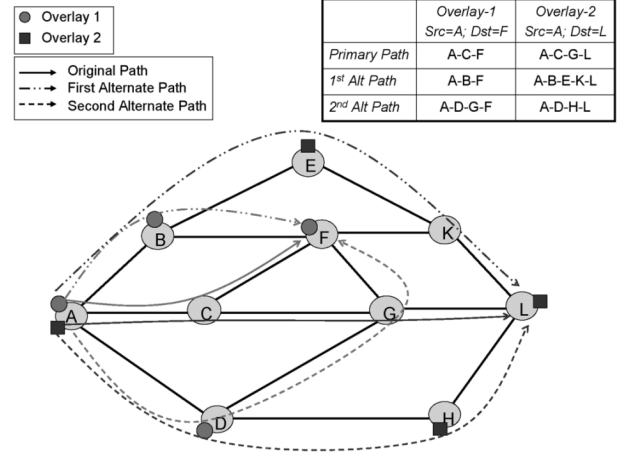 Overlay 1
Overlay 2
Original Path
First Alternate Path
Second Alternate Path
Overlay-1 Overlay-2
Src=A; Dst=F Src=A; Dst=L
Primary Path A-C-F A-C-G-L
1st Alt Path A-B-F A-B-E-K-L
2nd Alt Path A-D-G-F A-D-H-L
E
B F K
A C G L
D H